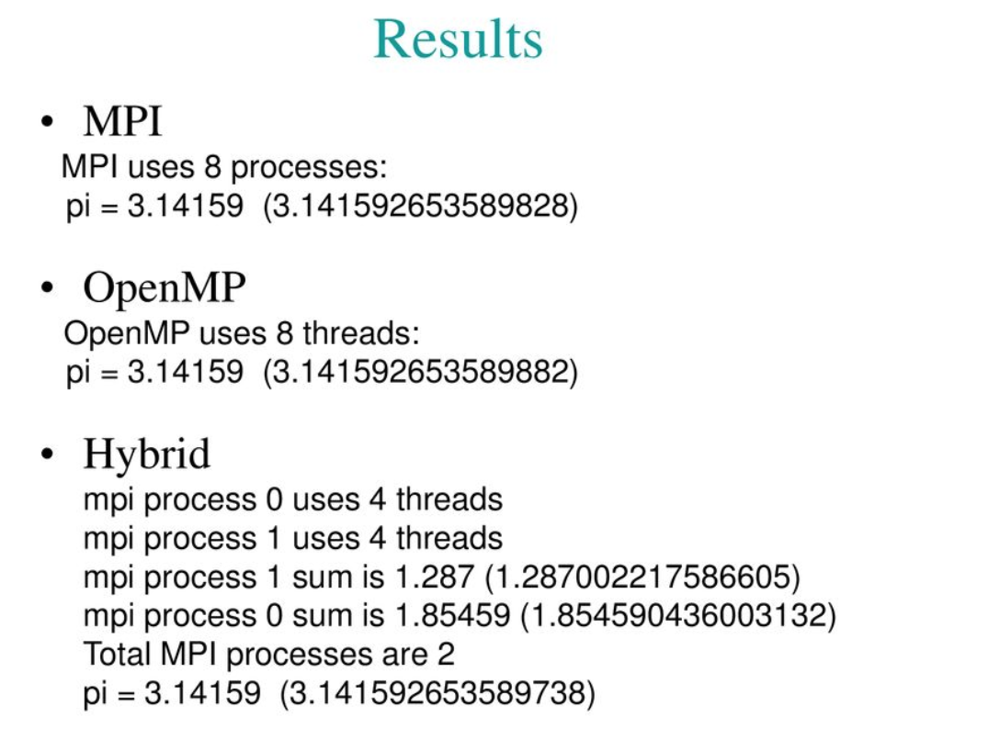 Results
• MPI
MPI uses 8 processes:
pi = 3.14159  (3.141592653589828)
• OpenMP
OpenMP uses 8 threads:
pi = 3.14159  (3.141592653589882)
• Hybrid
mpi process 0 uses 4 threads
mpi process 1 uses 4 threads
mpi process 1 sum is 1.287 (1.287002217586605)
mpi process 0 sum is 1.85459 (1.854590436003132)
Total MPI processes are 2
pi = 3.14159  (3.141592653589738)